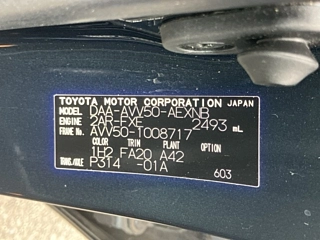 TOYOTA MOTOR CORPORATION JAPAN
MODEL DAA-AVV50-AEXNB
ENGINE 2AR-FXE 2493 mL
FRAME No. AVV50-T008717
COLOR TRIM PLANT OPTION
1H2 FA20 A42
TRANS./AXLE P314 -01A
603